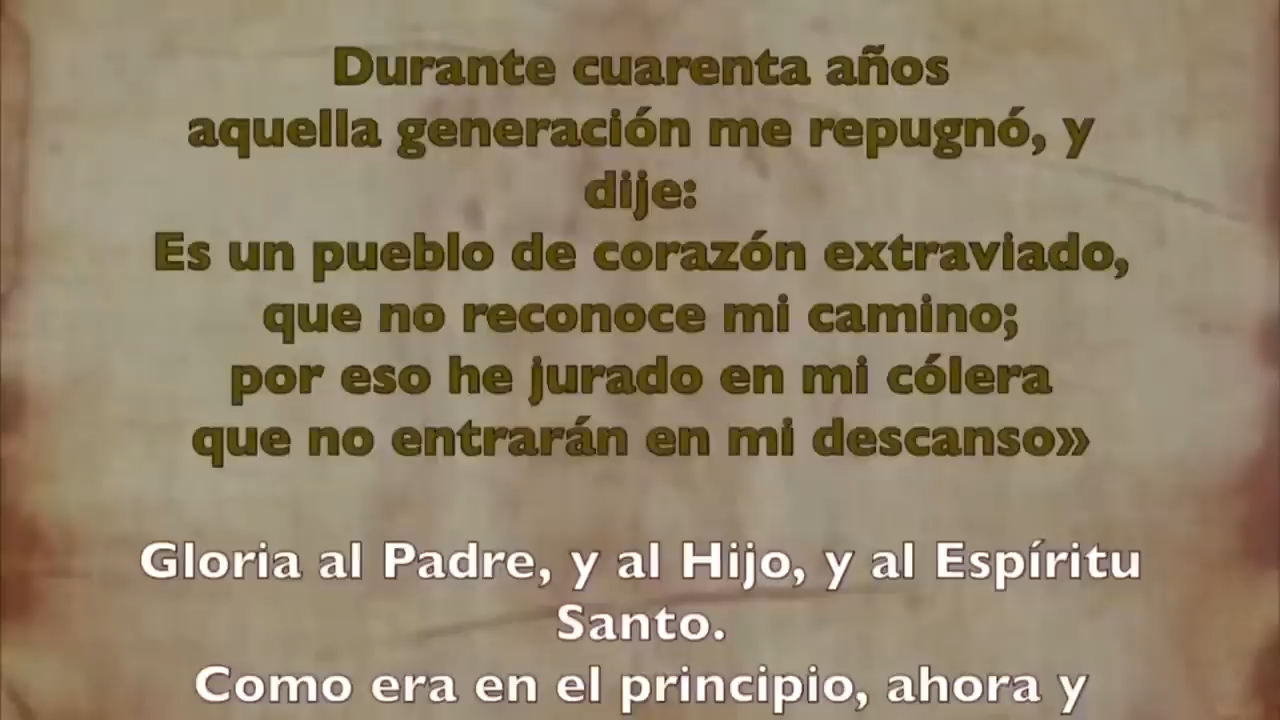 Durante cuarenta años
aquella generación me repugnó, y
dije:
Es un pueblo de corazón extraviado,
que no reconoce mi camino;
por eso he jurado en mi cólera
que no entrarán en mi descanso»
Gloria al Padre, y al Hijo, y al Espíritu
Santo.
Como era en el principio, ahora y